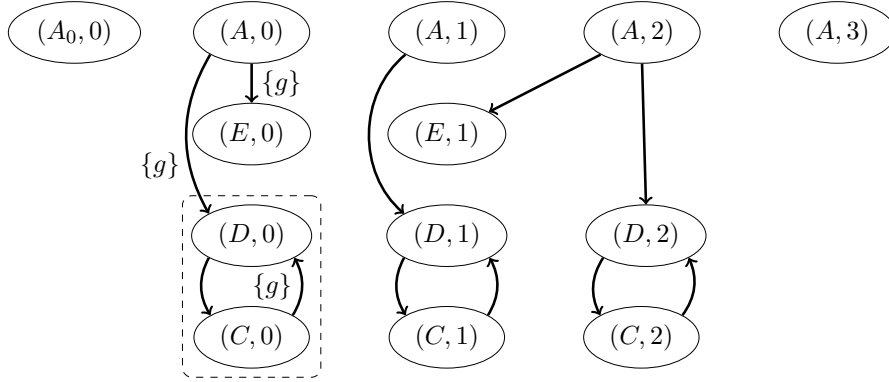 (A₀, 0) (A, 0) (A, 1) (A, 2) (A, 3)
{g}
(E, 0) (E, 1)
{g}
(D, 0) (D, 1) (D, 2)
{g}
(C, 0) (C, 1) (C, 2)